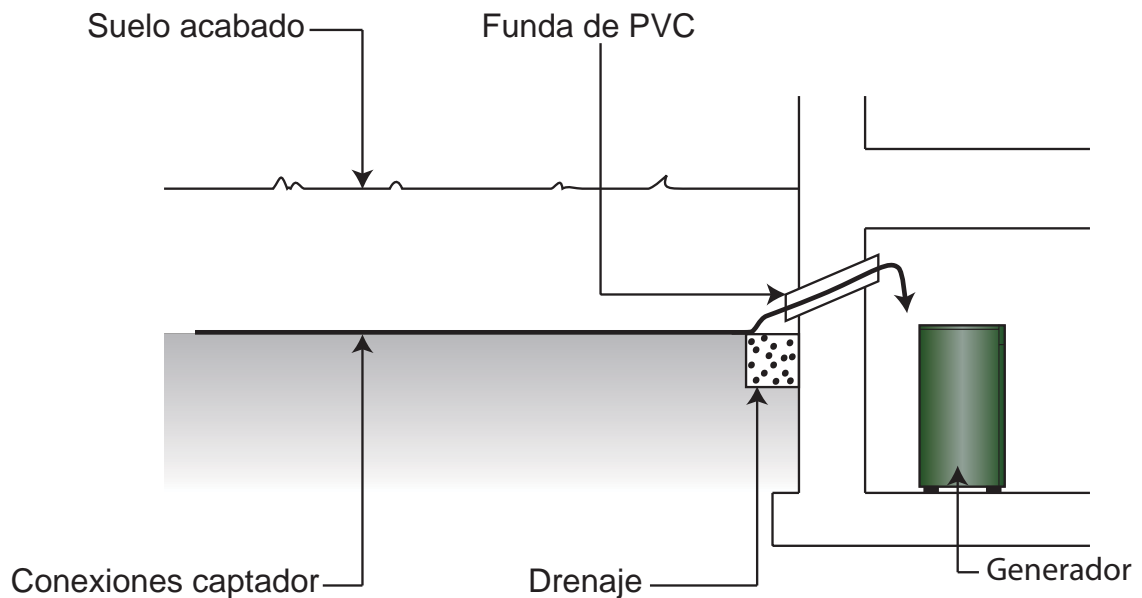 Suelo acabado
Funda de PVC
Conexiones captador
Drenaje
Generador